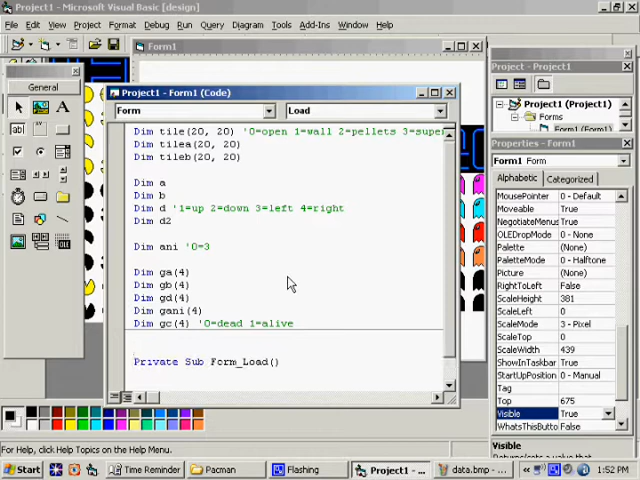 Project1 - Microsoft Visual Basic [design]
File Edit View Project Format Debug Run Query Diagram Tools Add-Ins Window Help
Form1
General
Project1 - Form1 (Code)
Form
Load
Dim tile(20, 20) '0=open 1=wall 2=pellets 3=super
Dim tilea(20, 20)
Dim tileb(20, 20)
Dim a
Dim b
Dim d '1=up 2=down 3=left 4=right
Dim d2
Dim ani '0=3
Dim ga(4)
Dim gb(4)
Dim gd(4)
Dim gani(4)
Dim gc(4) '0=dead 1=alive
Private Sub Form_Load()
Project - Project1
Project1 (Project1)
Forms
Form1 (Form1)
Properties - Form1
Form1 Form
Alphabetic Categorized
MousePointer 0 - Default
Moveable True
NegotiateMenus True
OLEDropMode 0 - None
Palette (None)
PaletteMode 0 - Halftone
Picture (None)
RightToLeft False
ScaleHeight 381
ScaleLeft 0
ScaleMode 3 - Pixel
ScaleTop 0
ScaleWidth 439
ShowInTaskbar True
StartUpPosition 0 - Manual
Tag
Top 675
Visible True
WhatsThisButton False
Visible
For Help, click Help Topics on the Help Menu.
Start
Time Reminder
Pacman
Flashing
Project1 - ...
data.bmp - ...
1:52 PM